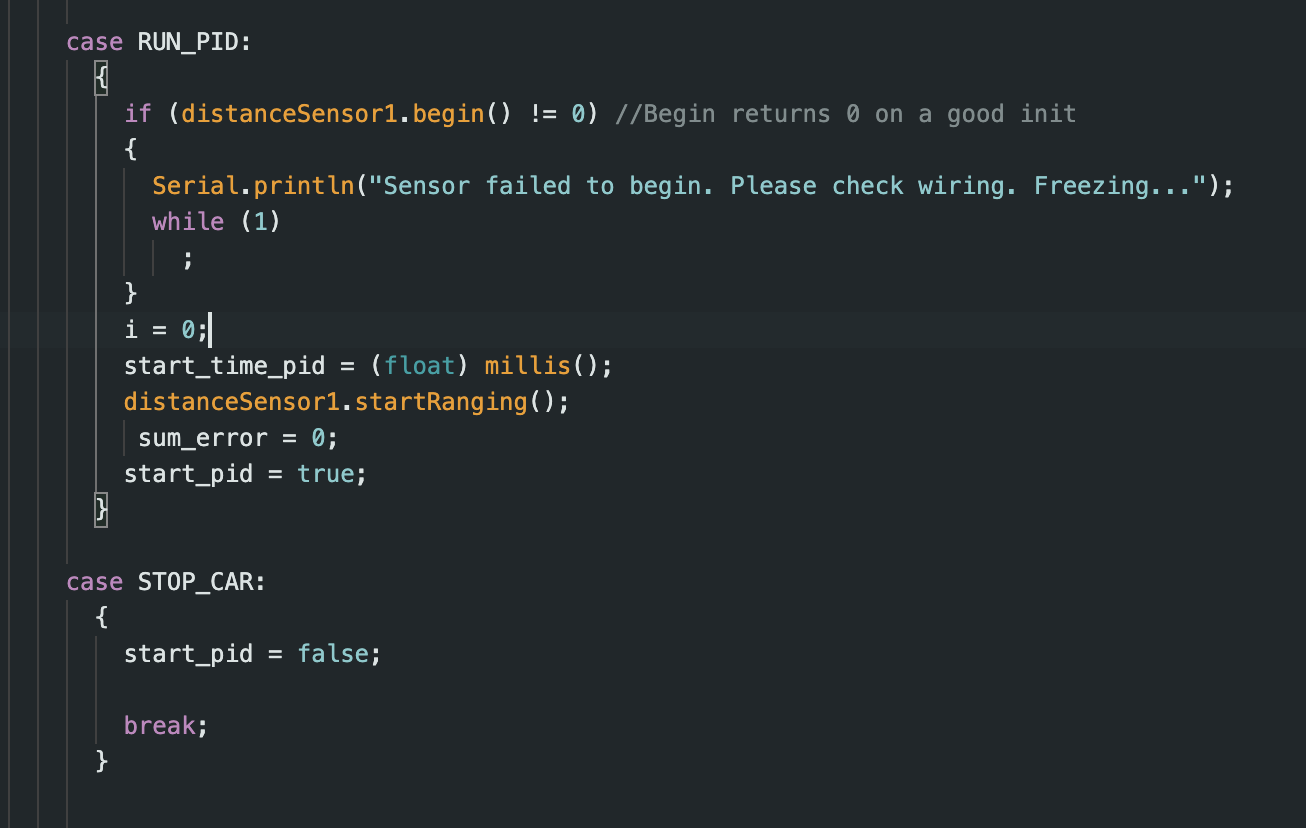 case RUN_PID:
{
if (distanceSensor1.begin() != 0) //Begin returns 0 on a good init
{
Serial.println("Sensor failed to begin. Please check wiring. Freezing...");
while (1)
;
}
i = 0;
start_time_pid = (float) millis();
distanceSensor1.startRanging();
sum_error = 0;
start_pid = true;
}
case STOP_CAR:
{
start_pid = false;
break;
}